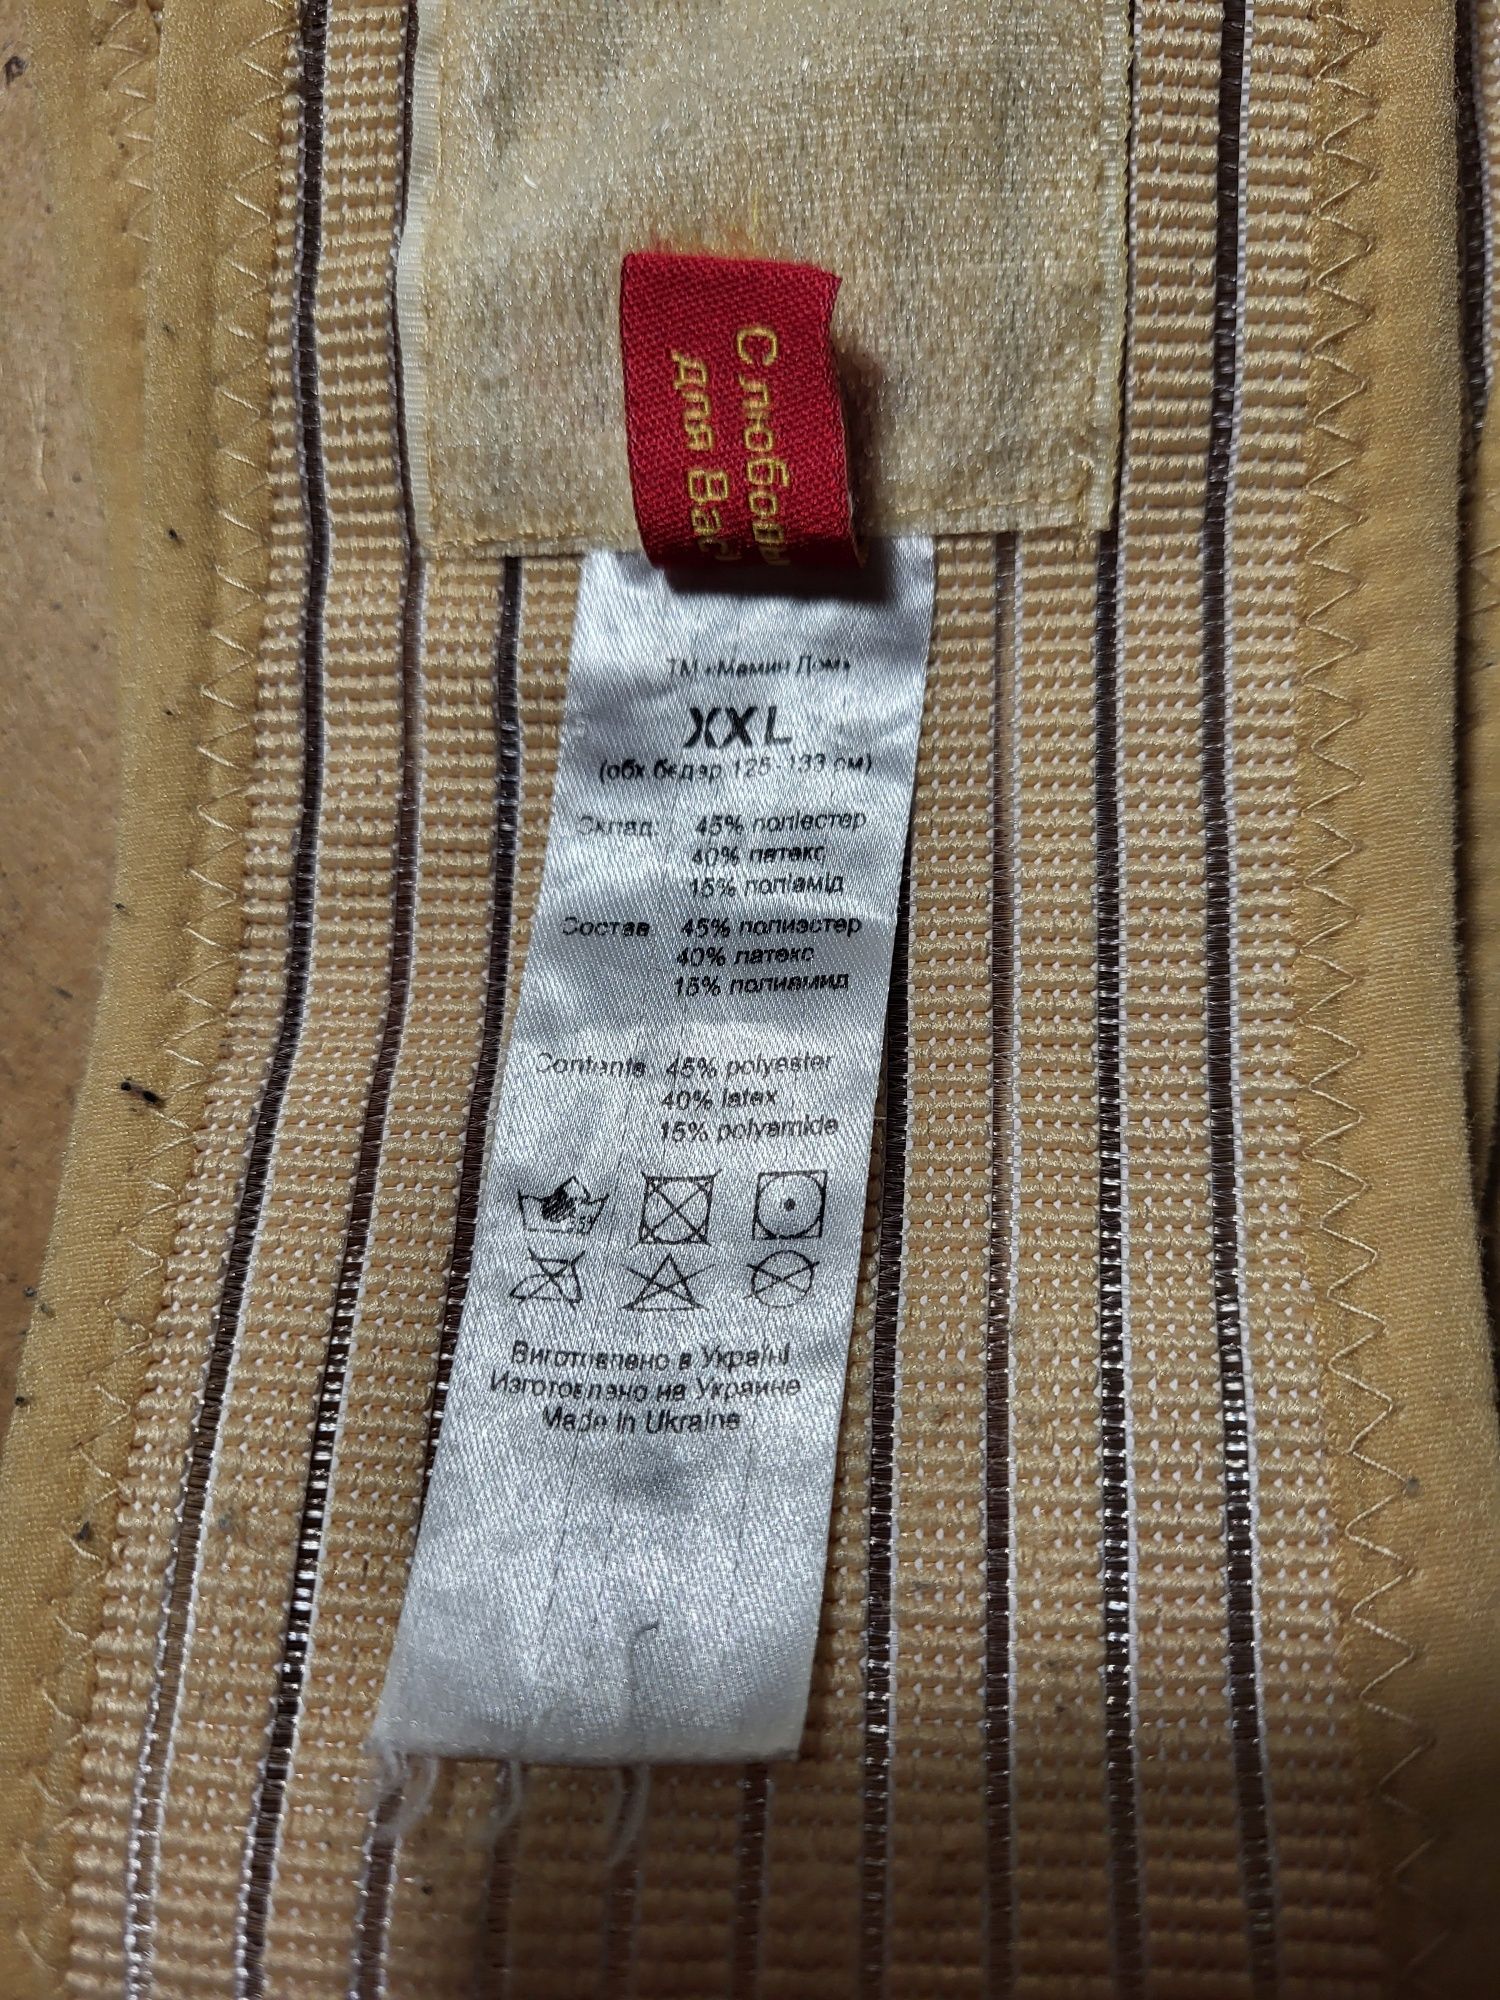 С любовью
для Вас
ТМ «Мамин Дом»
XXL
(обх бедер 125-133 см)
Склад: 45% поліестер
40% латекс
15% поліамід
Состав 45% полиэстер
40% латекс
15% полиамид
Contents 45% polyester
40% latex
15% polyamide
Виготовлено в Україні
Изготовлено на Украине
Made in Ukraine